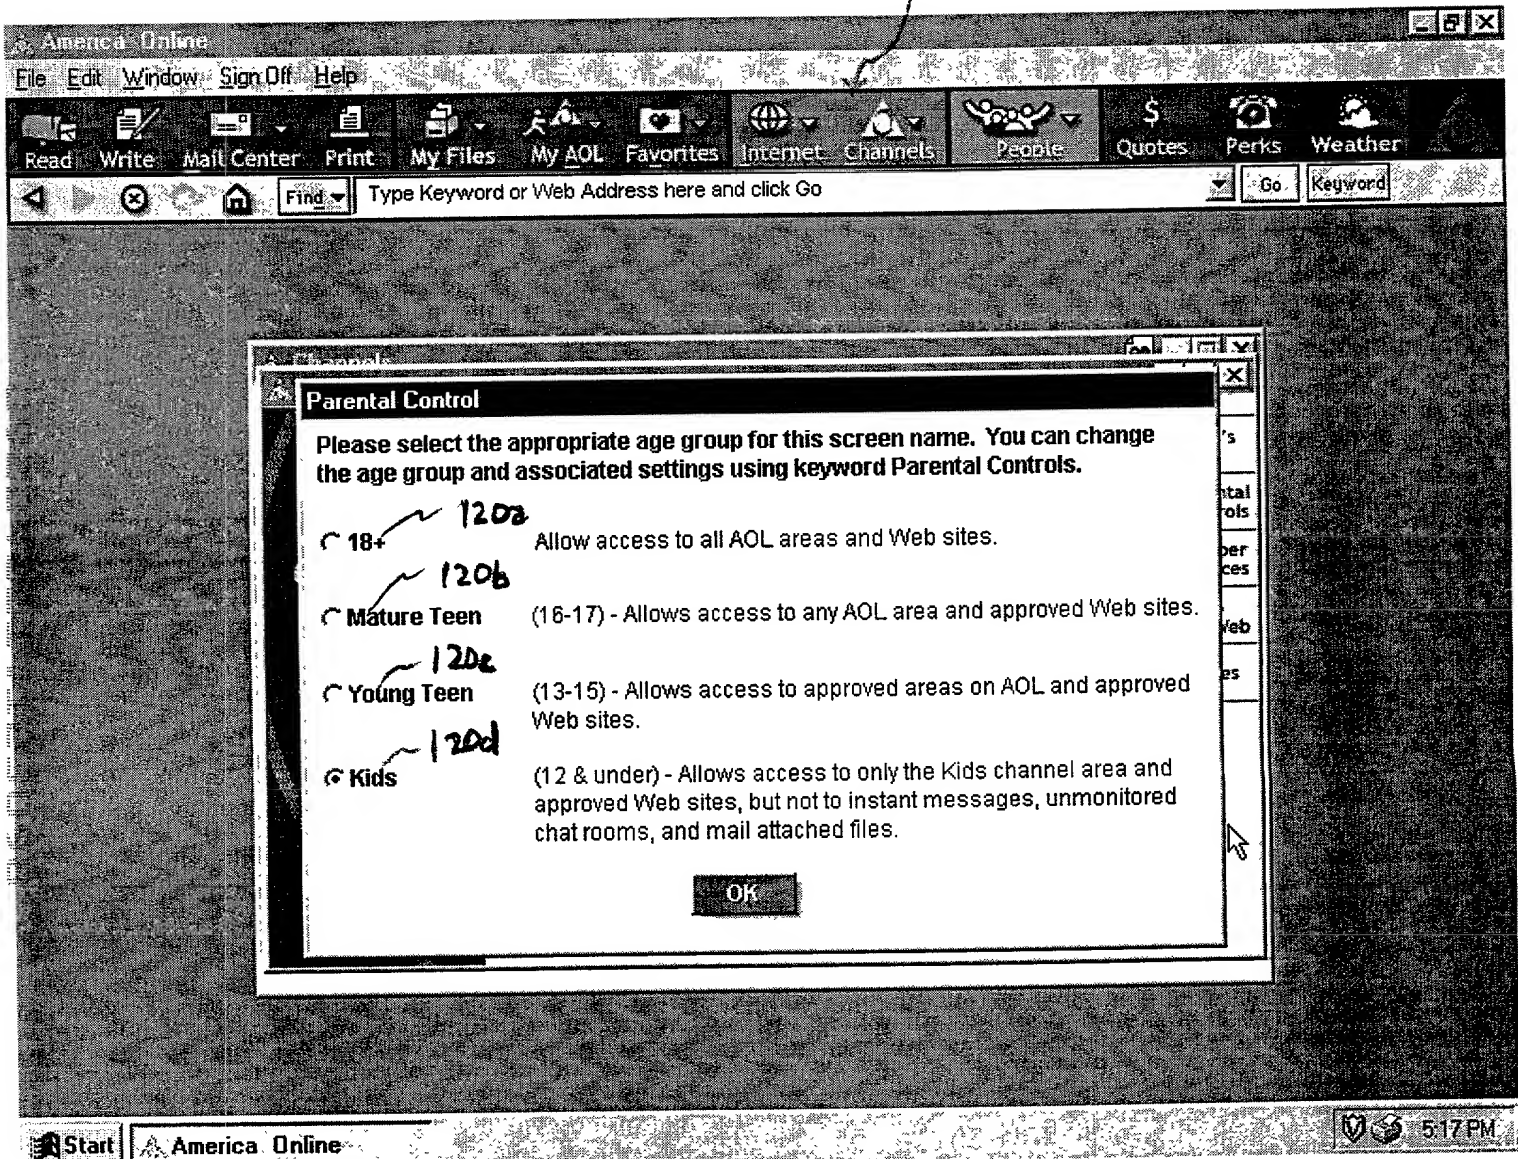 America Online
File Edit Window Sign Off Help
Read Write Mail Center Print My Files My AOL Favorites Internet Channels People $ Quotes Perks Weather
Find Type Keyword or Web Address here and click Go Go Keyword
Channels
Parental Control
Please select the appropriate age group for this screen name. You can change
the age group and associated settings using keyword Parental Controls.
120a
18+ Allow access to all AOL areas and Web sites.
120b
Mature Teen (16-17) - Allows access to any AOL area and approved Web sites.
120c
Young Teen (13-15) - Allows access to approved areas on AOL and approved
Web sites.
120d
Kids (12 & under) - Allows access to only the Kids channel area and
approved Web sites, but not to instant messages, unmonitored
chat rooms, and mail attached files.
OK
's
ntal
rols
ber
ces
Web
es
Start America Online 5:17 PM